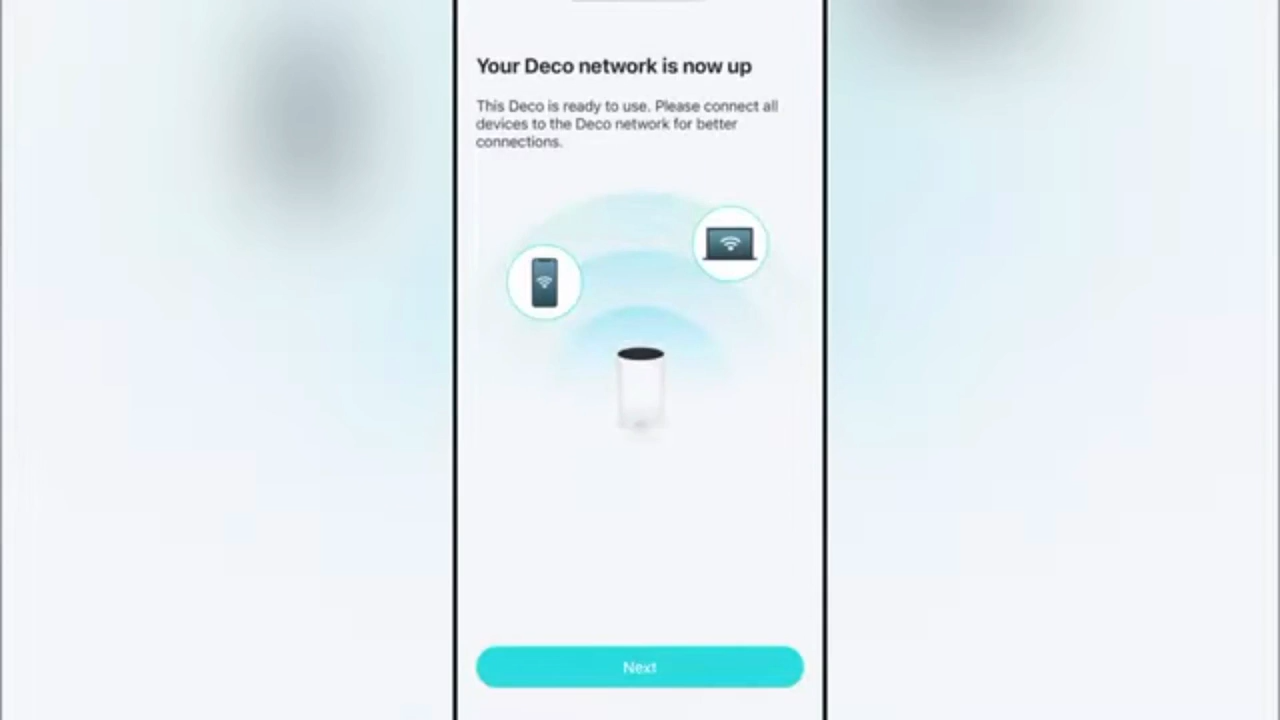 Your Deco network is now up
This Deco is ready to use. Please connect all
devices to the Deco network for better
connections.
Next